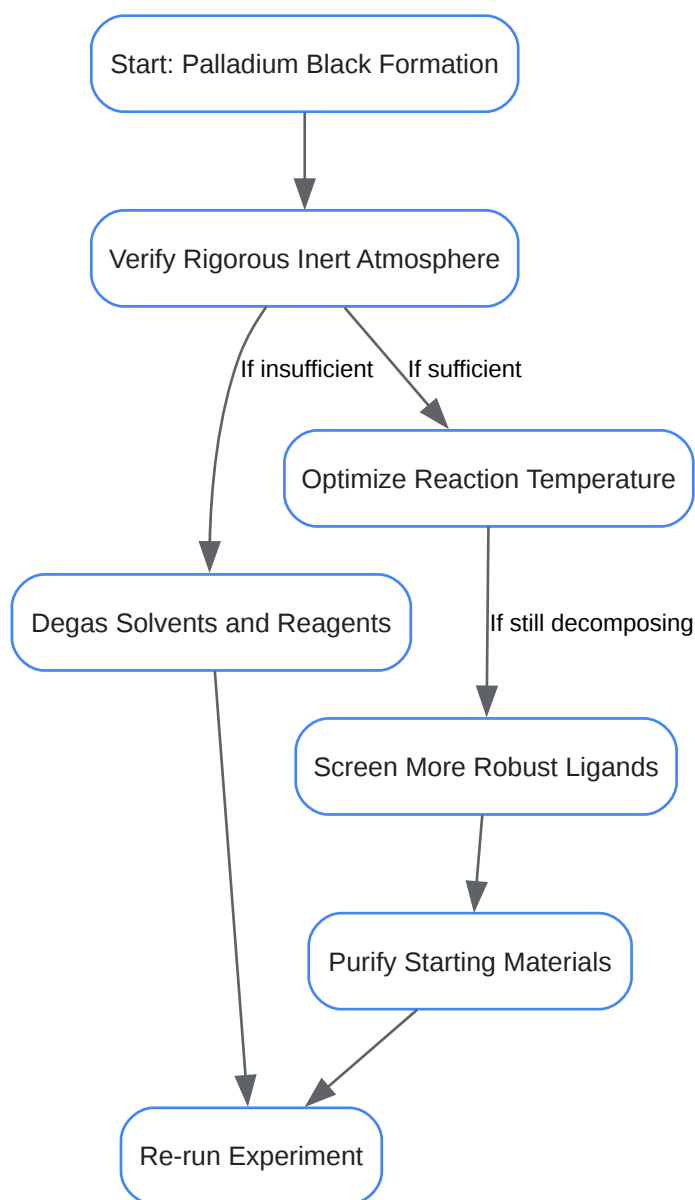 Start: Palladium Black Formation
Verify Rigorous Inert Atmosphere
If insufficient
If sufficient
Optimize Reaction Temperature
Degas Solvents and Reagents
If still decomposing
Screen More Robust Ligands
Purify Starting Materials
Re-run Experiment